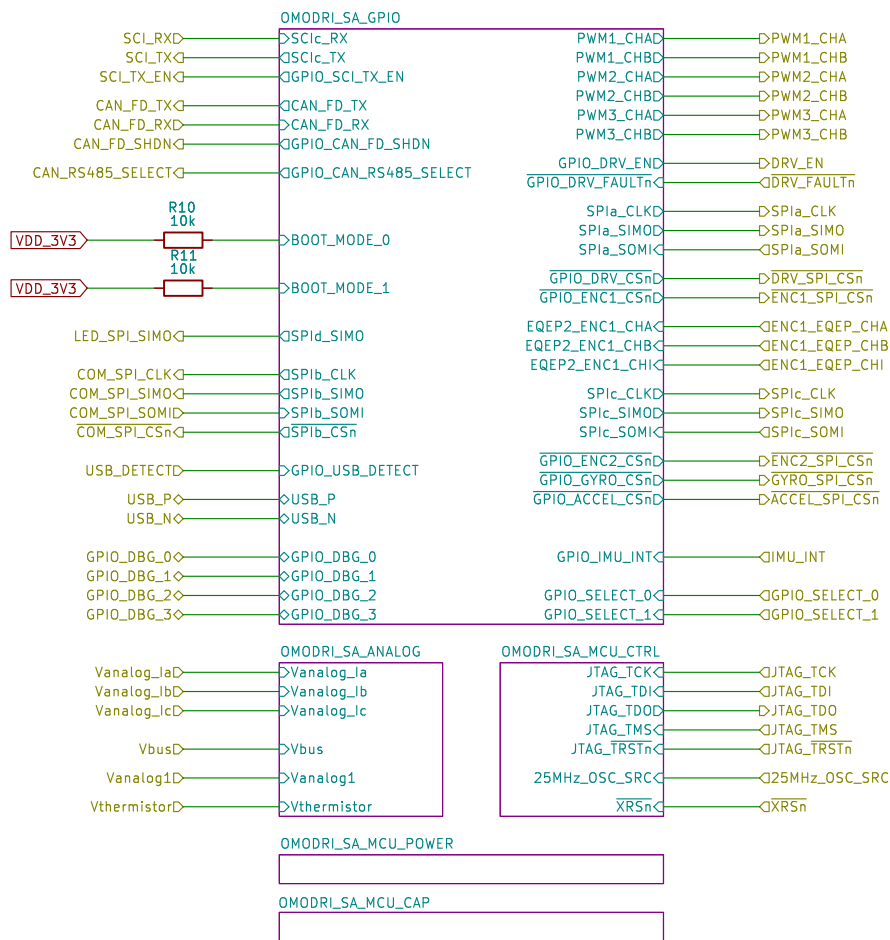 OMODRI_SA_GPIO
SCI_RX SCIc_RX PWM1_CHA PWM1_CHA
SCI_TX SCIc_TX PWM1_CHB PWM1_CHB
SCI_TX_EN GPIO_SCI_TX_EN PWM2_CHA PWM2_CHA
PWM2_CHB PWM2_CHB
CAN_FD_TX CAN_FD_TX
PWM3_CHA PWM3_CHA
CAN_FD_RX CAN_FD_RX
PWM3_CHB PWM3_CHB
CAN_FD_SHDN GPIO_CAN_FD_SHDN
GPIO_DRV_EN DRV_EN
CAN_RS485_SELECT GPIO_CAN_RS485_SELECT
GPIO_DRV_FAULTn DRV_FAULTn
R10
SPIa_CLK SPIa_CLK
10k
SPIa_SIMO SPIa_SIMO
VDD_3V3 BOOT_MODE_0
SPIa_SOMI SPIa_SOMI
R11
10k
GPIO_DRV_CSn DRV_SPI_CSn
VDD_3V3 BOOT_MODE_1
GPIO_ENC1_CSn ENC1_SPI_CSn
EQEP2_ENC1_CHA ENC1_EQEP_CHA
LED_SPI_SIMO SPId_SIMO
EQEP2_ENC1_CHB ENC1_EQEP_CHB
EQEP2_ENC1_CHI ENC1_EQEP_CHI
COM_SPI_CLK SPIb_CLK
COM_SPI_SIMO SPIb_SIMO SPIc_CLK SPIc_CLK
COM_SPI_SOMI SPIb_SOMI SPIc_SIMO SPIc_SIMO
COM_SPI_CSn SPIb_CSn SPIc_SOMI SPIc_SOMI
GPIO_ENC2_CSn ENC2_SPI_CSn
USB_DETECT GPIO_USB_DETECT
GPIO_GYRO_CSn GYRO_SPI_CSn
USB_P USB_P GPIO_ACCEL_CSn ACCEL_SPI_CSn
USB_N USB_N
GPIO_DBG_0 GPIO_DBG_0 GPIO_IMU_INT IMU_INT
GPIO_DBG_1 GPIO_DBG_1
GPIO_DBG_2 GPIO_DBG_2 GPIO_SELECT_0 GPIO_SELECT_0
GPIO_DBG_3 GPIO_DBG_3 GPIO_SELECT_1 GPIO_SELECT_1
OMODRI_SA_ANALOG OMODRI_SA_MCU_CTRL
Vanalog_Ia Vanalog_Ia JTAG_TCK JTAG_TCK
Vanalog_Ib Vanalog_Ib JTAG_TDI JTAG_TDI
Vanalog_Ic Vanalog_Ic JTAG_TDO JTAG_TDO
JTAG_TMS JTAG_TMS
Vbus Vbus JTAG_TRSTn JTAG_TRSTn
Vanalog1 Vanalog1 25MHz_OSC_SRC 25MHz_OSC_SRC
Vthermistor Vthermistor XRSn XRSn
OMODRI_SA_MCU_POWER
OMODRI_SA_MCU_CAP